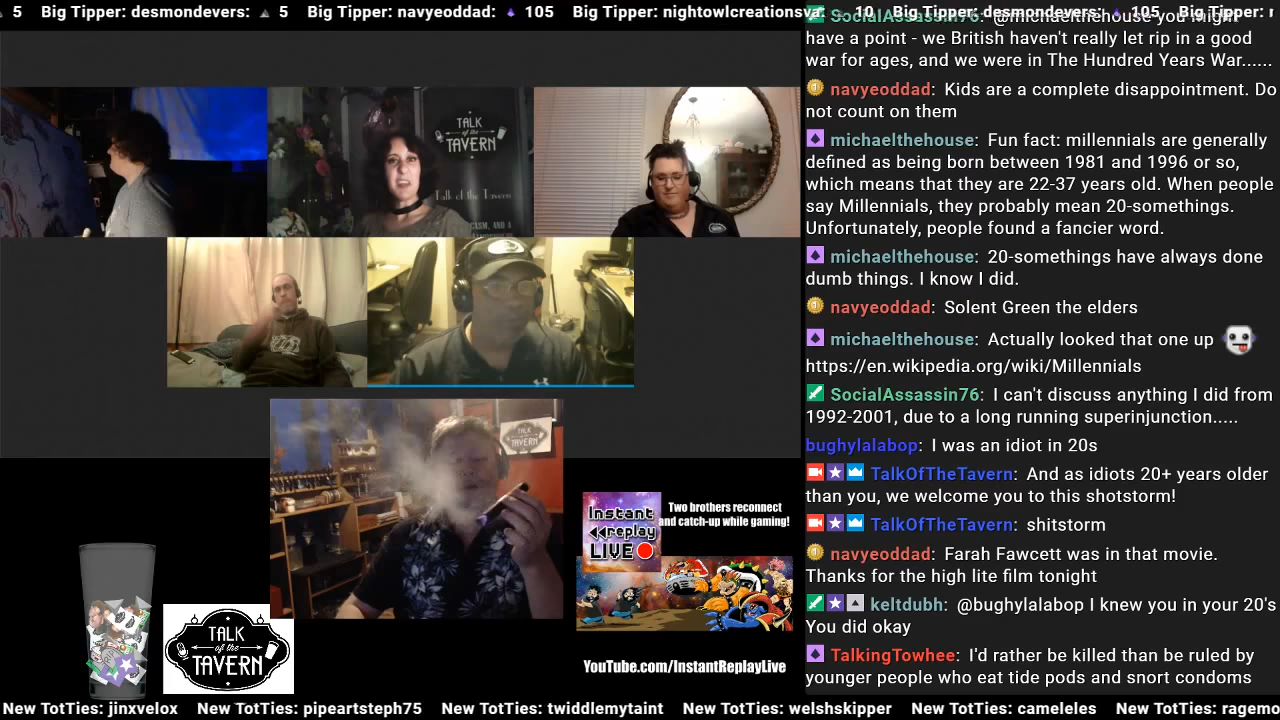 5 Big Tipper: desmondevers: 5 Big Tipper: navyeoddad: 105 Big Tipper: nightowlcreationsva: 10 Big Tipper: desmondevers: 105 Big Tipper:
SocialAssassin76: @michaelthehouse you might
have a point - we British haven't really let rip in a good
war for ages, and we were in The Hundred Years War......
navyeoddad: Kids are a complete disappointment. Do
not count on them
michaelthehouse: Fun fact: millennials are generally
defined as being born between 1981 and 1996 or so,
which means that they are 22-37 years old. When people
say Millennials, they probably mean 20-somethings.
Unfortunately, people found a fancier word.
michaelthehouse: 20-somethings have always done
dumb things. I know I did.
navyeoddad: Solent Green the elders
michaelthehouse: Actually looked that one up
https://en.wikipedia.org/wiki/Millennials
SocialAssassin76: I can't discuss anything I did from
1992-2001, due to a long running superinjunction.....
bughylalabop: I was an idiot in 20s
TalkOfTheTavern: And as idiots 20+ years older
than you, we welcome you to this shotstorm!
TalkOfTheTavern: shitstorm
navyeoddad: Farah Fawcett was in that movie.
Thanks for the high lite film tonight
keltdubh: @bughylalabop I knew you in your 20's
You did okay
TalkingTowhee: I'd rather be killed than be ruled by
younger people who eat tide pods and snort condoms
TALK
of the
TAVERN
Talk of the Tavern
TALK
of the
TAVERN
Instant
replay
LIVE
Two brothers reconnect
and catch-up while gaming!
YouTube.com/InstantReplayLive
TALK
of the
TAVERN
New TotTies: jinxvelox New TotTies: pipeartsteph75 New TotTies: twiddlemytaint New TotTies: welshskipper New TotTies: cameleles New TotTies: ragemo